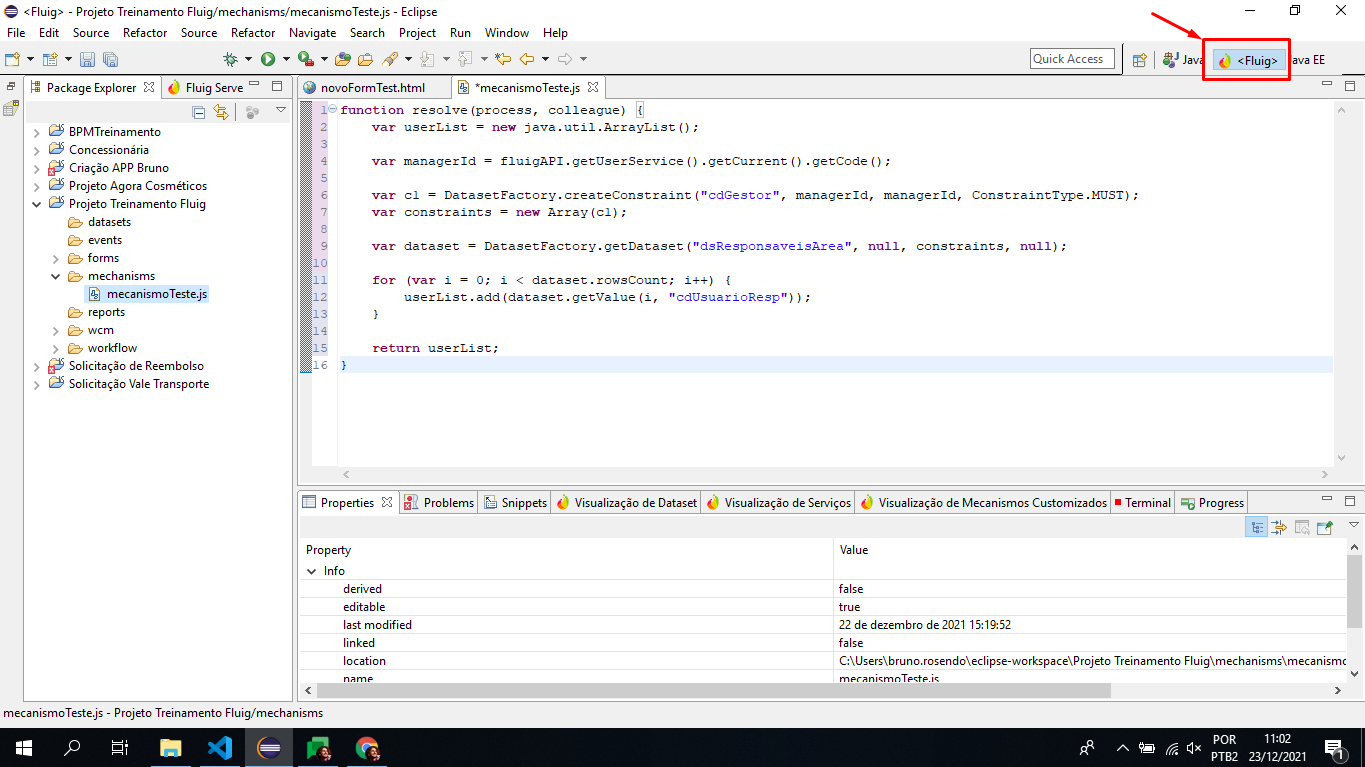 <Fluig> - Projeto Treinamento Fluig/mechanisms/mecanismoTeste.js - Eclipse
File Edit Source Refactor Source Refactor Navigate Search Project Run Window Help
Quick Access
Java
<Fluig>
ava EE
Package Explorer
Fluig Serve
novoFormTest.html
*mecanismoTeste.js
BPMTreinamento
Concessionária
Criação APP Bruno
Projeto Agora Cosméticos
Projeto Treinamento Fluig
datasets
events
forms
mechanisms
mecanismoTeste.js
reports
wcm
workflow
Solicitação de Reembolso
Solicitação Vale Transporte
1 function resolve(process, colleague) {
2 var userList = new java.util.ArrayList();
3
4 var managerId = fluigAPI.getUserService().getCurrent().getCode();
5
6 var c1 = DatasetFactory.createConstraint("cdGestor", managerId, managerId, ConstraintType.MUST);
7 var constraints = new Array(c1);
8
9 var dataset = DatasetFactory.getDataset("dsResponsaveisArea", null, constraints, null);
10
11 for (var i = 0; i < dataset.rowsCount; i++) {
12 userList.add(dataset.getValue(i, "cdUsuarioResp"));
13 }
14
15 return userList;
16 }
Properties
Problems
Snippets
Visualização de Dataset
Visualização de Serviços
Visualização de Mecanismos Customizados
Terminal
Progress
Property Value
Info
derived false
editable true
last modified 22 de dezembro de 2021 15:19:52
linked false
location C:\Users\bruno.rosendo\eclipse-workspace\Projeto Treinamento Fluig\mechanisms\mecanismo
name mecanismoTeste.js
mecanismoTeste.js - Projeto Treinamento Fluig/mechanisms
POR
PTB2
11:02
23/12/2021
1